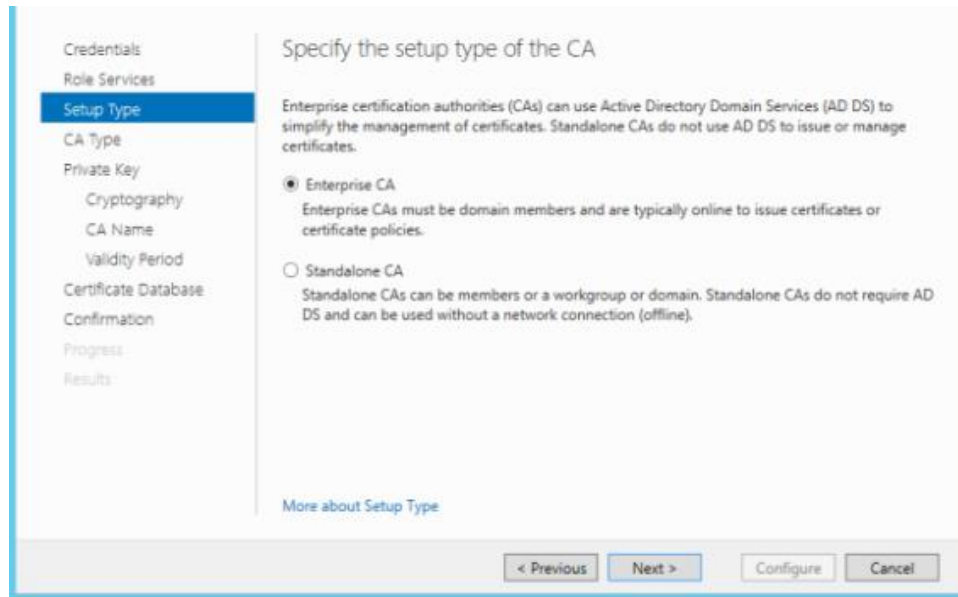 Credentials
Role Services
Setup Type
CA Type
Private Key
Cryptography
CA Name
Validity Period
Certificate Database
Confirmation
Progress
Results
Specify the setup type of the CA
Enterprise certification authorities (CAs) can use Active Directory Domain Services (AD DS) to
simplify the management of certificates. Standalone CAs do not use AD DS to issue or manage
certificates.
Enterprise CA
Enterprise CAs must be domain members and are typically online to issue certificates or
certificate policies.
Standalone CA
Standalone CAs can be members or a workgroup or domain. Standalone CAs do not require AD
DS and can be used without a network connection (offline).
More about Setup Type
< Previous
Next >
Configure
Cancel